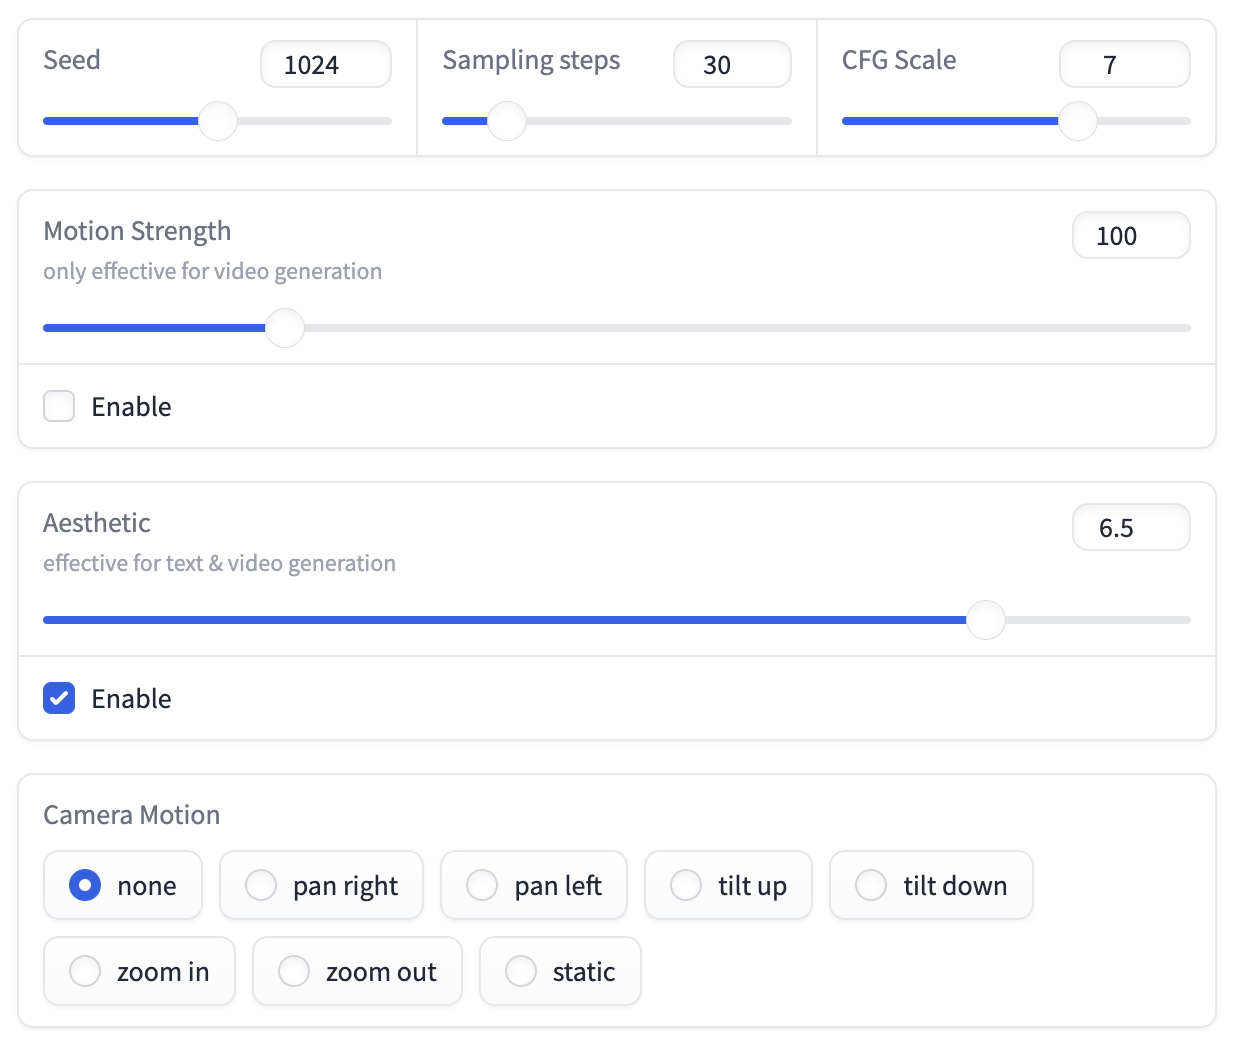 Seed 1024 Sampling steps 30 CFG Scale 7
Motion Strength 100
only effective for video generation
Enable
Aesthetic 6.5
effective for text & video generation
Enable
Camera Motion
none pan right pan left tilt up tilt down
zoom in zoom out static